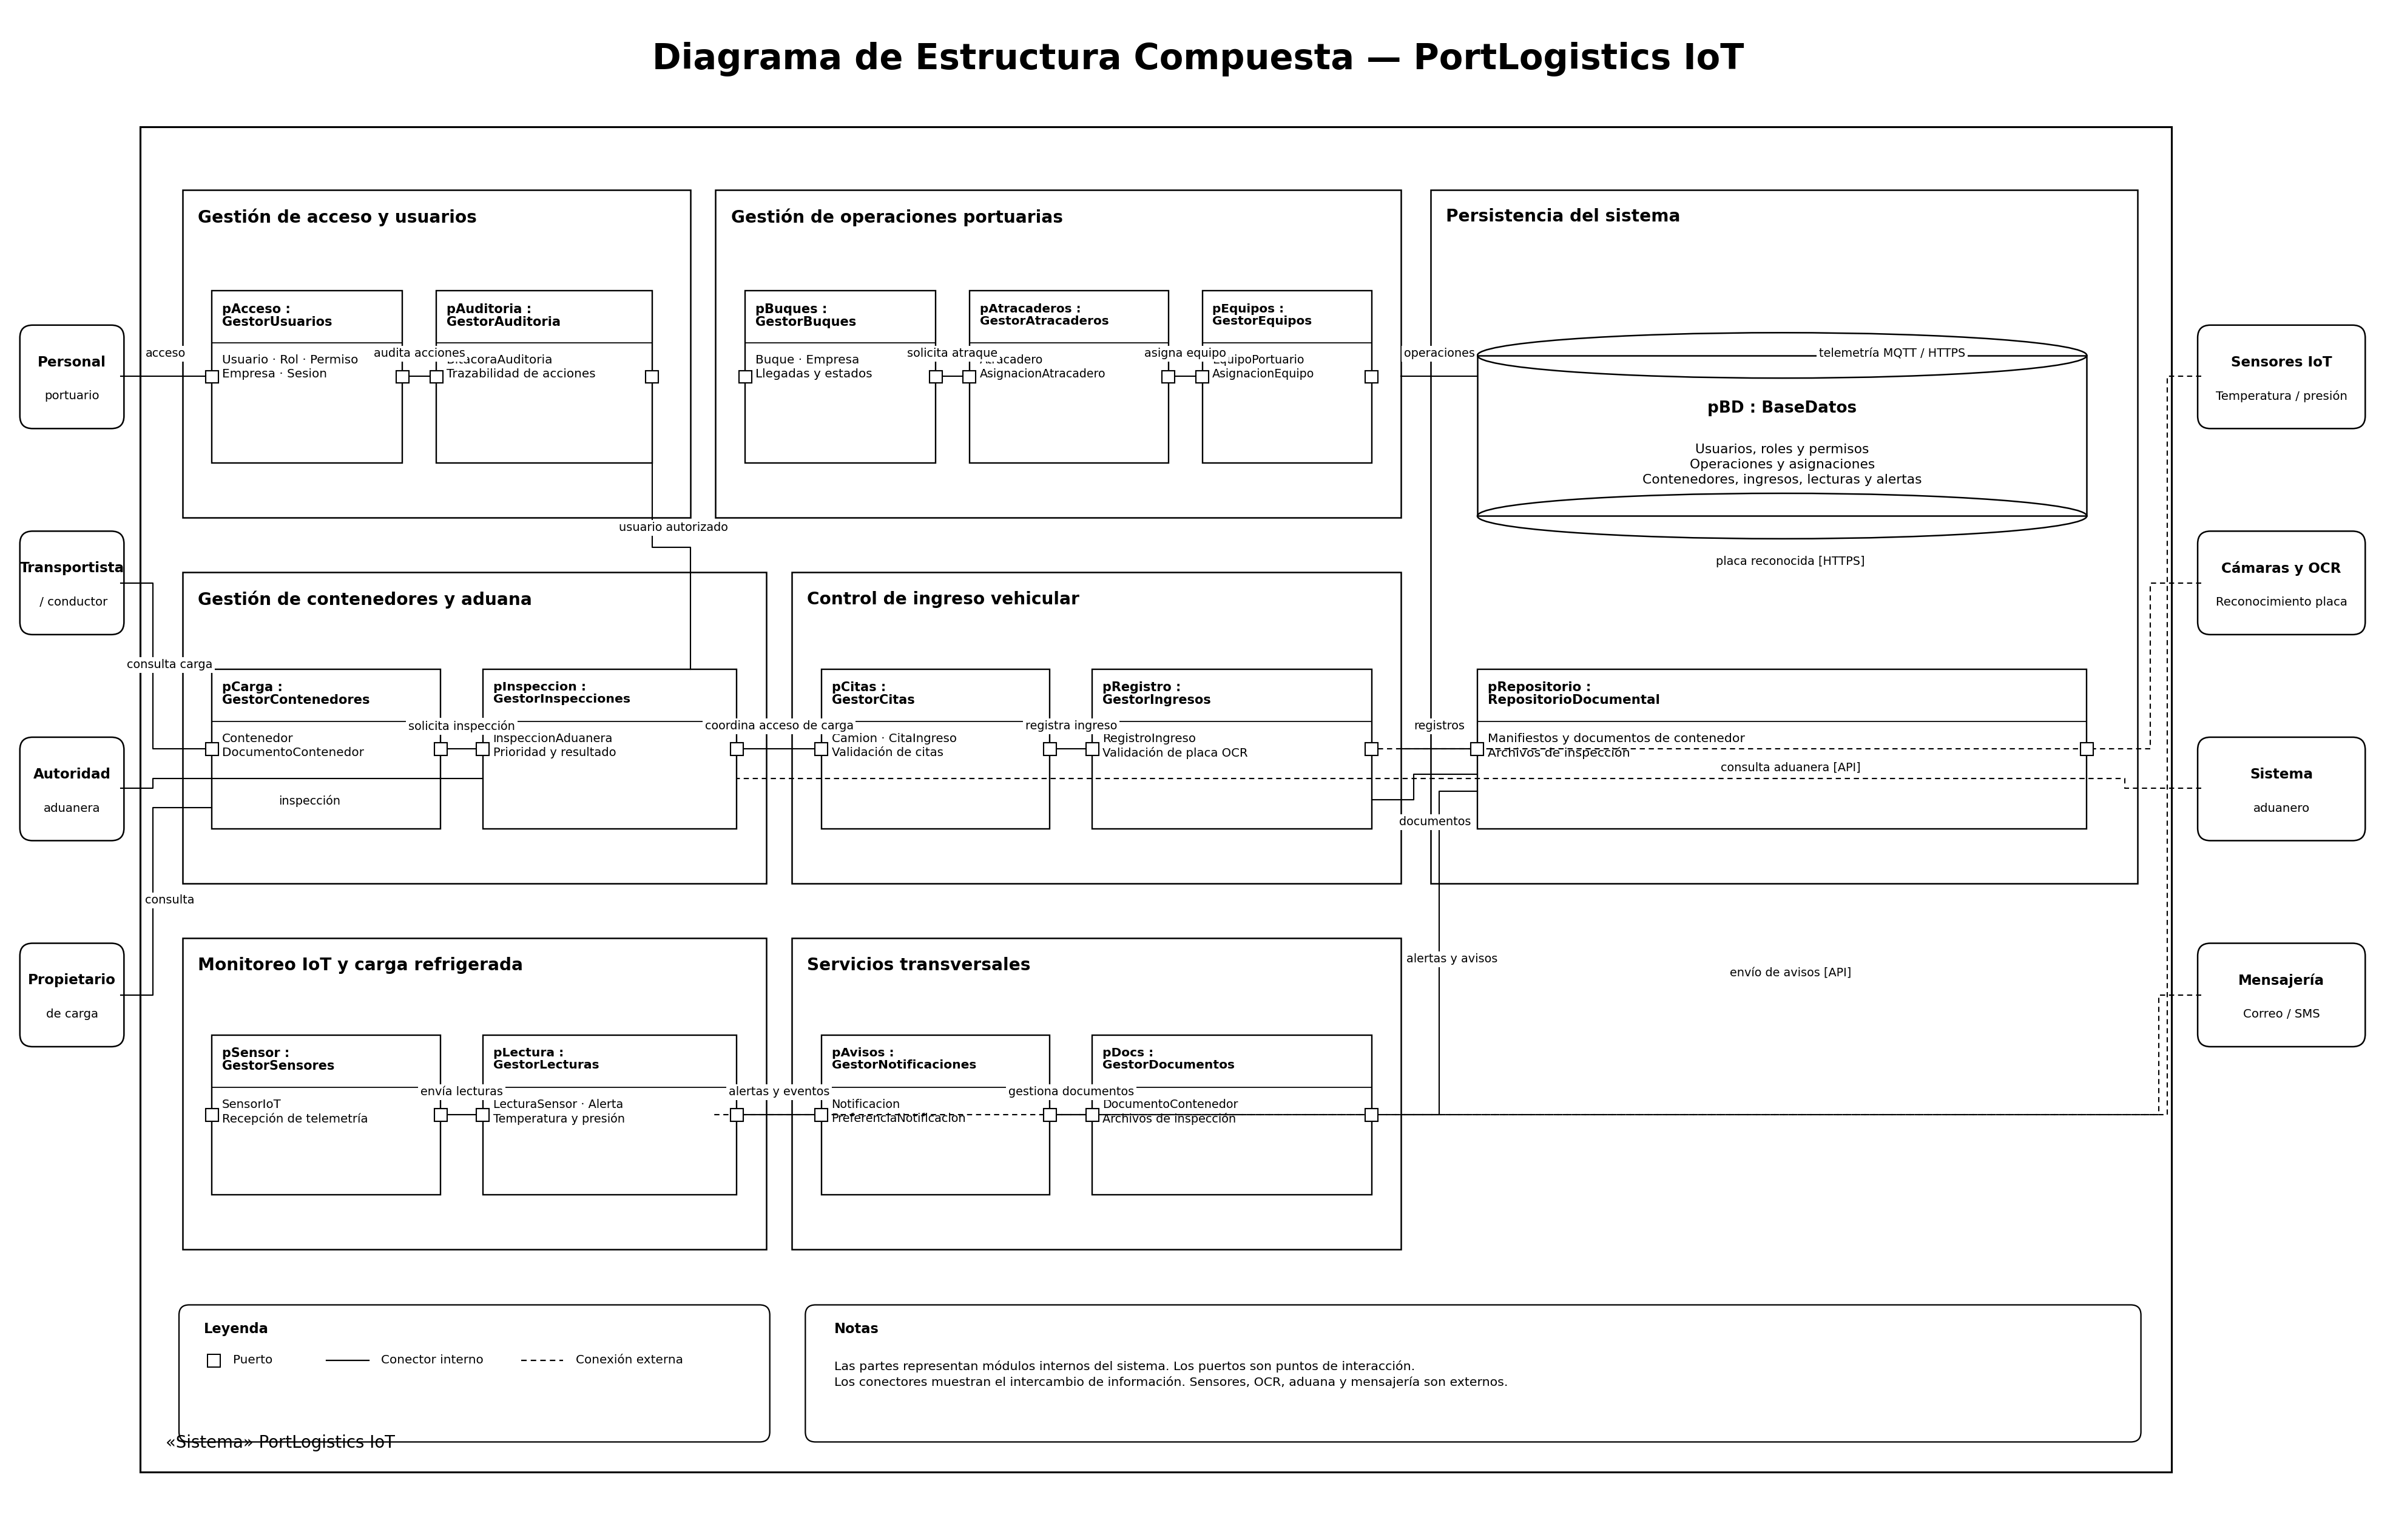 Diagrama de Estructura Compuesta — PortLogistics IoT
Gestión de acceso y usuarios
Gestión de operaciones portuarias
Persistencia del sistema
pAcceso :
GestorUsuarios
Usuario · Rol · Permiso
Empresa · Sesion
pAuditoria :
GestorAuditoria
BitacoraAuditoria
Trazabilidad de acciones
pBuques :
GestorBuques
Buque · Empresa
Llegadas y estados
pAtracaderos :
GestorAtracaderos
Atracadero
AsignacionAtracadero
pEquipos :
GestorEquipos
EquipoPortuario
AsignacionEquipo
acceso
audita acciones
solicita atraque
asigna equipo
operaciones
telemetría MQTT / HTTPS
pBD : BaseDatos
Usuarios, roles y permisos
Operaciones y asignaciones
Contenedores, ingresos, lecturas y alertas
Personal
portuario
Sensores IoT
Temperatura / presión
usuario autorizado
placa reconocida [HTTPS]
Transportista
/ conductor
Cámaras y OCR
Reconocimiento placa
Gestión de contenedores y aduana
Control de ingreso vehicular
consulta carga
pCarga :
GestorContenedores
Contenedor
DocumentoContenedor
pInspeccion :
GestorInspecciones
InspeccionAduanera
Prioridad y resultado
pCitas :
GestorCitas
Camion · CitaIngreso
Validación de citas
pRegistro :
GestorIngresos
RegistroIngreso
Validación de placa OCR
pRepositorio :
RepositorioDocumental
Manifiestos y documentos de contenedor
Archivos de inspección
solicita inspección
coordina acceso de carga
registra ingreso
registros
consulta aduanera [API]
Autoridad
aduanera
inspección
documentos
Sistema
aduanero
consulta
Propietario
de carga
Mensajería
Correo / SMS
Monitoreo IoT y carga refrigerada
Servicios transversales
alertas y avisos
envío de avisos [API]
pSensor :
GestorSensores
SensorIoT
Recepción de telemetría
pLectura :
GestorLecturas
LecturaSensor · Alerta
Temperatura y presión
pAvisos :
GestorNotificaciones
Notificacion
PreferenciaNotificacion
pDocs :
GestorDocumentos
DocumentoContenedor
Archivos de inspección
envía lecturas
alertas y eventos
gestiona documentos
Leyenda
Puerto
Conector interno
Conexión externa
Notas
Las partes representan módulos internos del sistema. Los puertos son puntos de interacción.
Los conectores muestran el intercambio de información. Sensores, OCR, aduana y mensajería son externos.
«Sistema» PortLogistics IoT